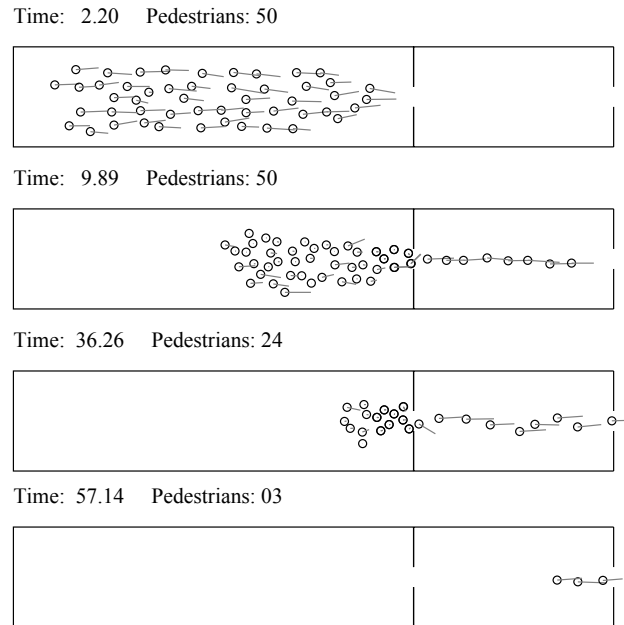 Time: 2.20 Pedestrians: 50
Time: 9.89 Pedestrians: 50
Time: 36.26 Pedestrians: 24
Time: 57.14 Pedestrians: 03